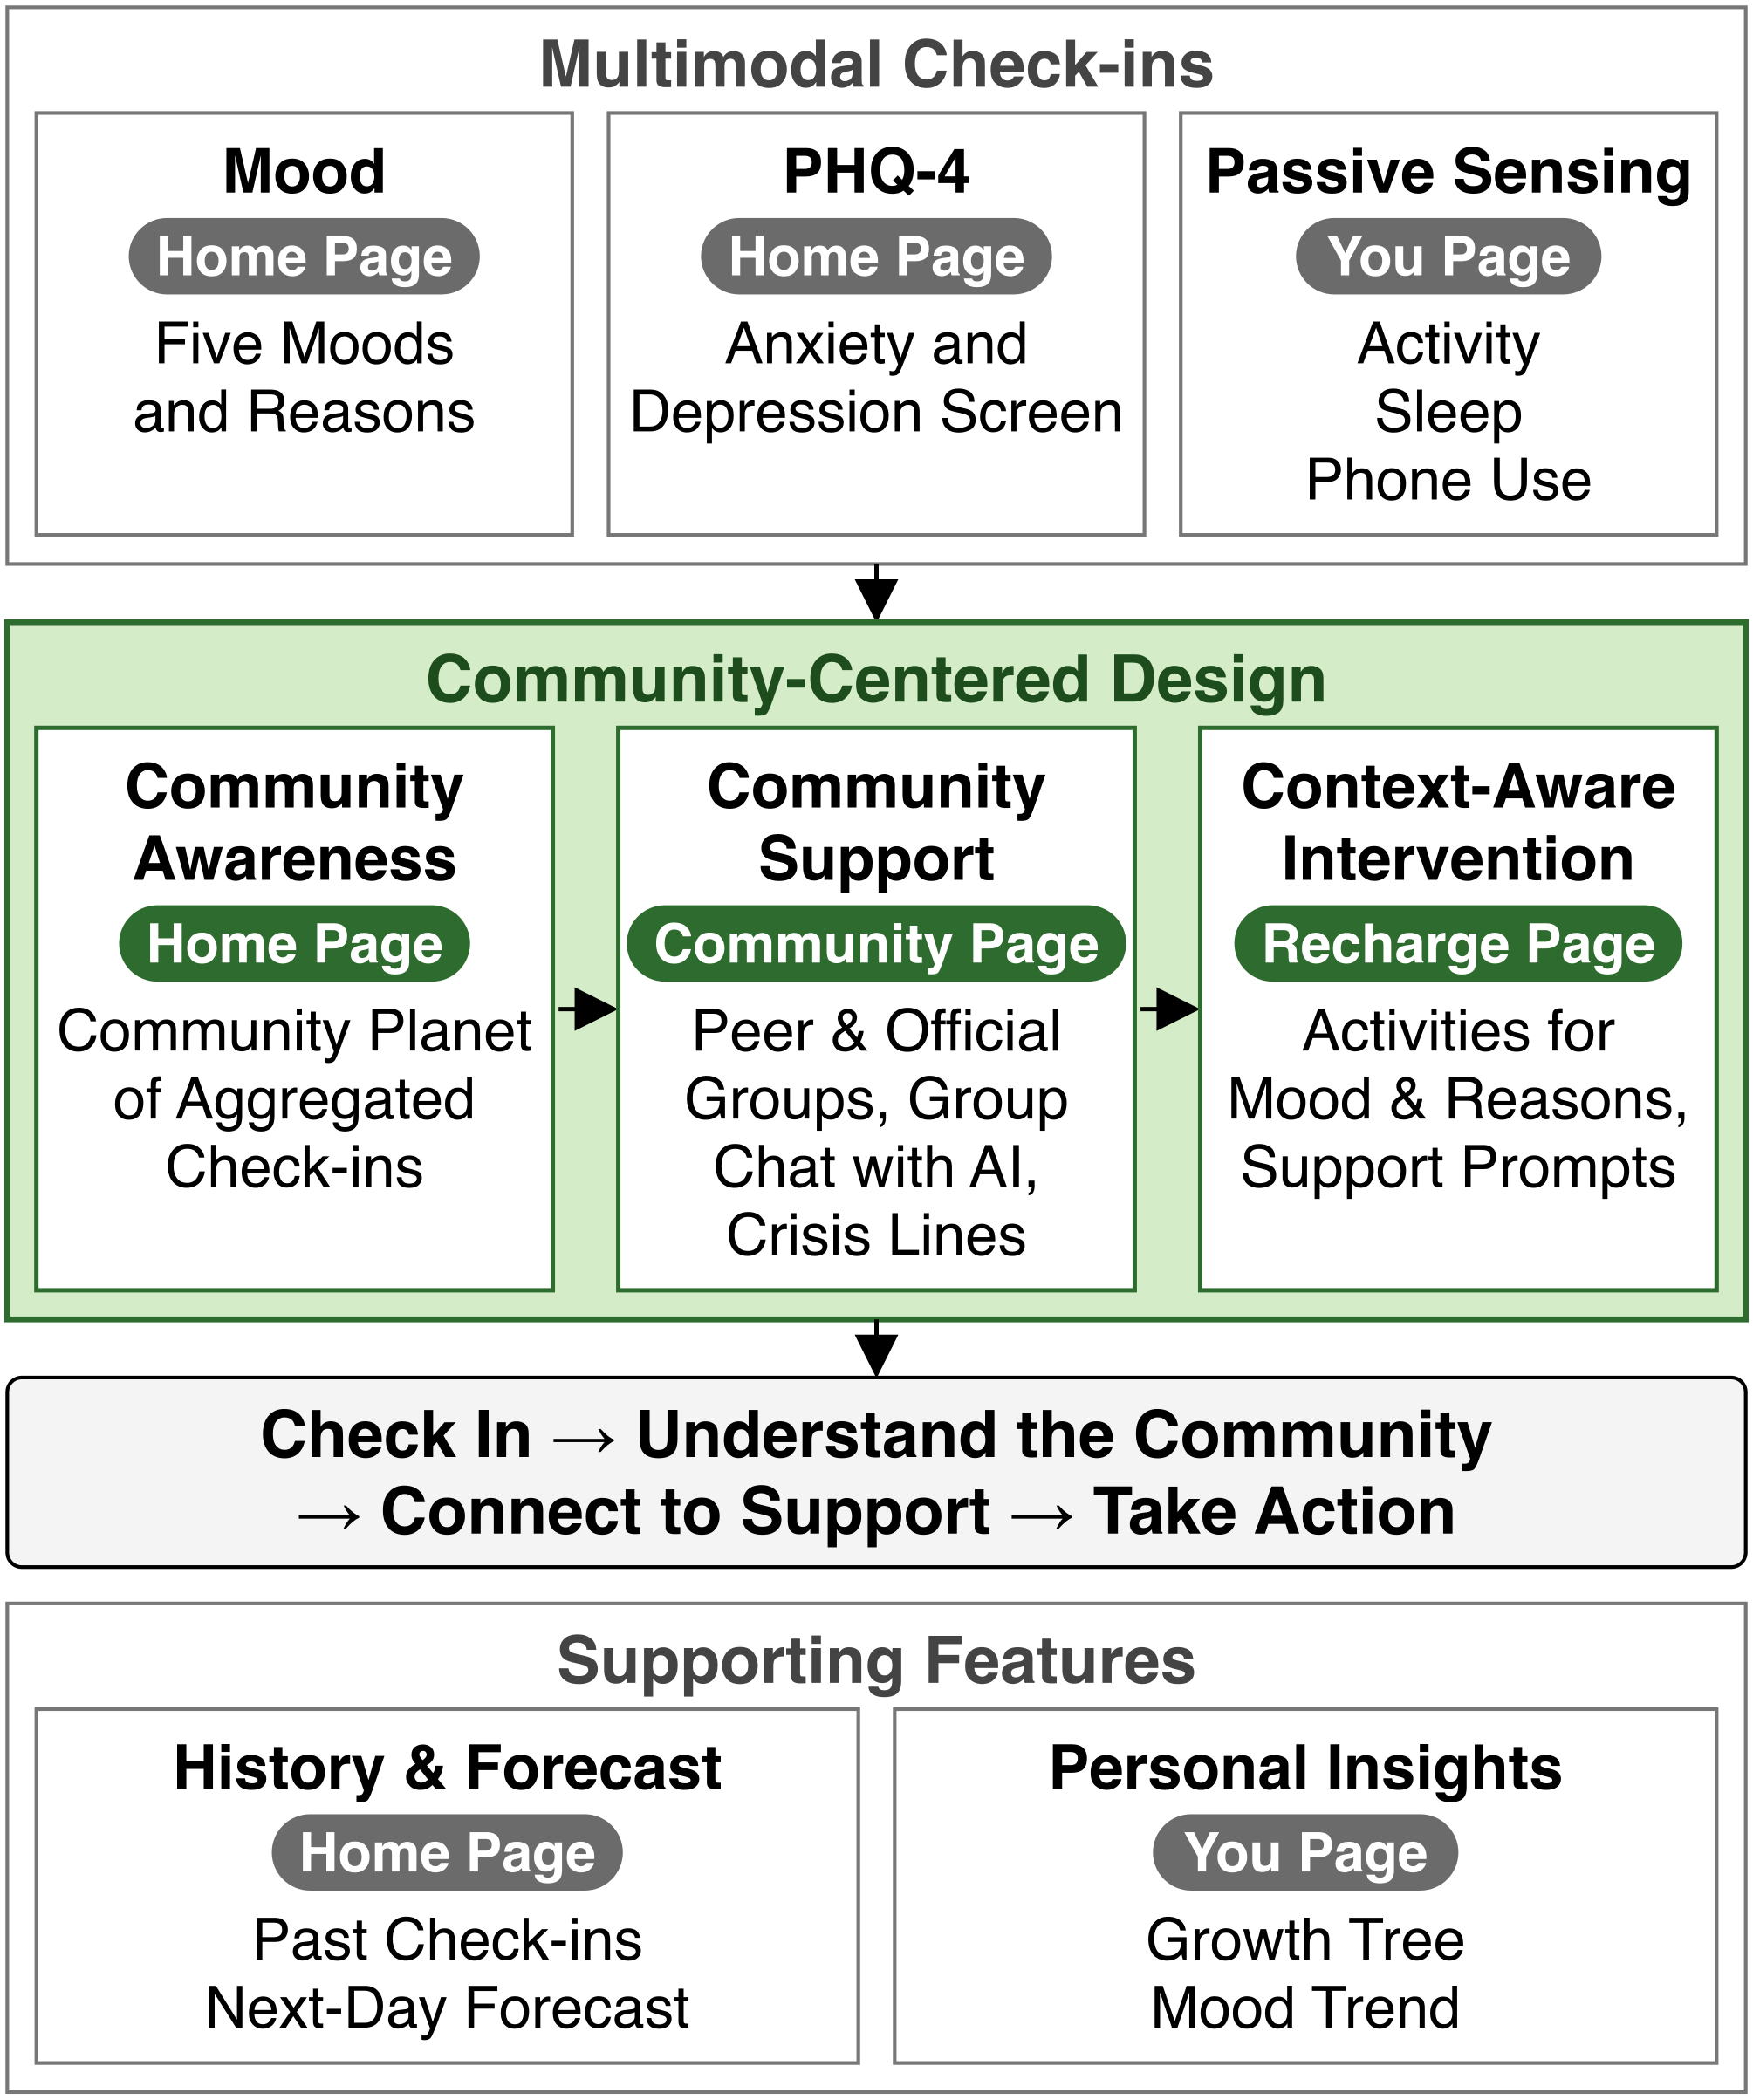 Multimodal Check-ins
Mood
Home Page
Five Moods
and Reasons
PHQ-4
Home Page
Anxiety and
Depression Screen
Passive Sensing
You Page
Activity
Sleep
Phone Use
Community-Centered Design
Community
Awareness
Home Page
Community Planet
of Aggregated
Check-ins
Community
Support
Community Page
Peer & Official
Groups, Group
Chat with AI,
Crisis Lines
Context-Aware
Intervention
Recharge Page
Activities for
Mood & Reasons,
Support Prompts
Check In → Understand the Community
→ Connect to Support → Take Action
Supporting Features
History & Forecast
Home Page
Past Check-ins
Next-Day Forecast
Personal Insights
You Page
Growth Tree
Mood Trend